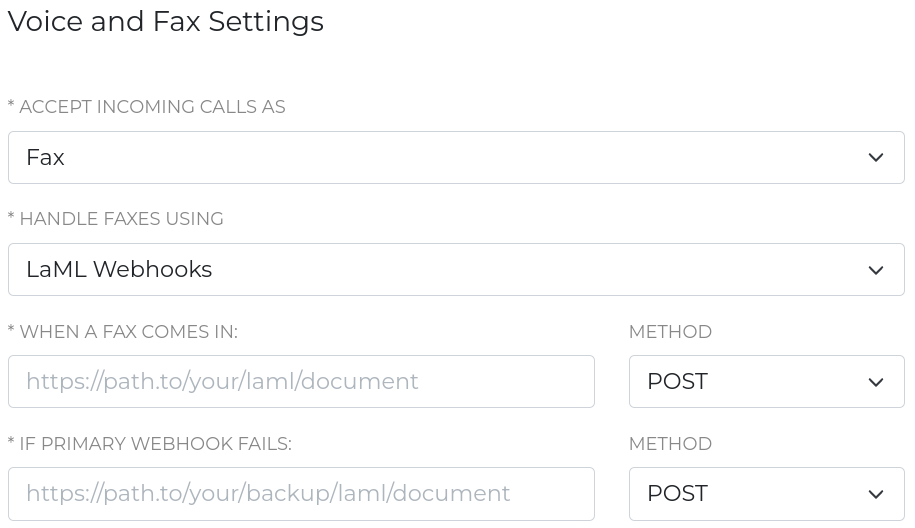 Voice and Fax Settings
* ACCEPT INCOMING CALLS AS
Fax
* HANDLE FAXES USING
LaML Webhooks
* WHEN A FAX COMES IN:
METHOD
https://path.to/your/laml/document
POST
* IF PRIMARY WEBHOOK FAILS:
METHOD
https://path.to/your/backup/laml/document
POST